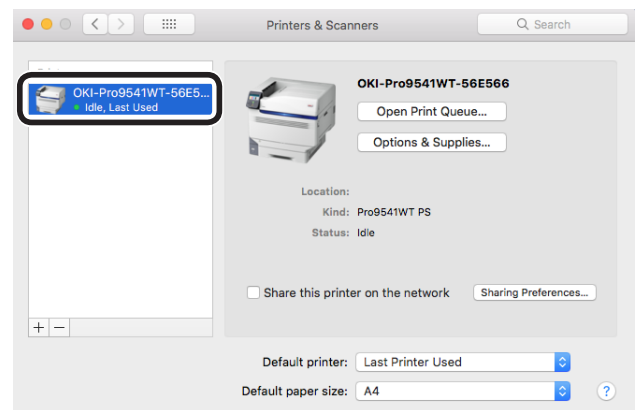 Printers & Scanners
Search
OKI-Pro9541WT-56E5...
Idle, Last Used
OKI-Pro9541WT-56E566
Open Print Queue...
Options & Supplies...
Location:
Kind: Pro9541WT PS
Status: Idle
Share this printer on the network
Sharing Preferences...
+ −
Default printer: Last Printer Used
Default paper size: A4
?